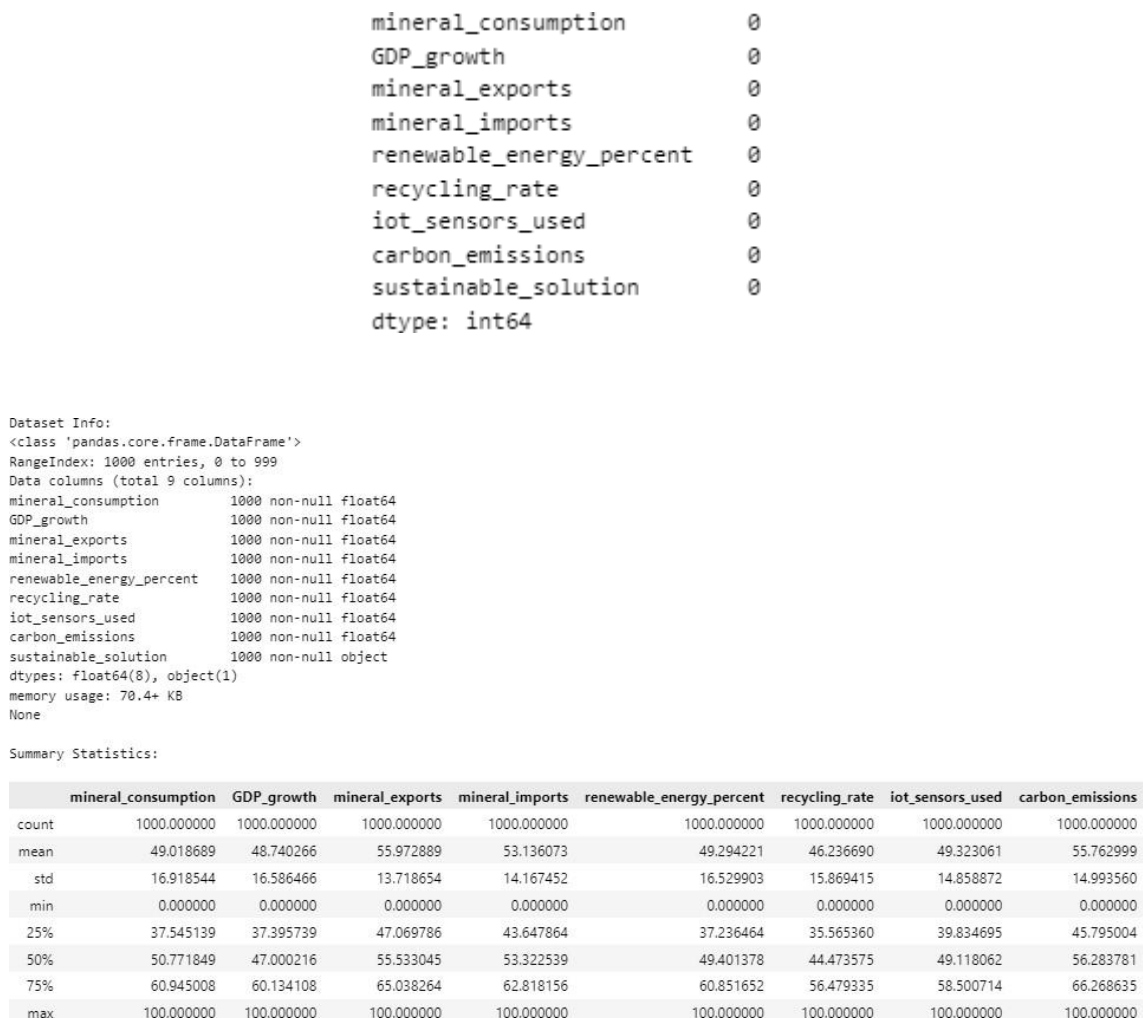 mineral_consumption 0
GDP_growth 0
mineral_exports 0
mineral_imports 0
renewable_energy_percent 0
recycling_rate 0
iot_sensors_used 0
carbon_emissions 0
sustainable_solution 0
dtype: int64
Dataset Info:
<class 'pandas.core.frame.DataFrame'>
RangeIndex: 1000 entries, 0 to 999
Data columns (total 9 columns):
mineral_consumption 1000 non-null float64
GDP_growth 1000 non-null float64
mineral_exports 1000 non-null float64
mineral_imports 1000 non-null float64
renewable_energy_percent 1000 non-null float64
recycling_rate 1000 non-null float64
iot_sensors_used 1000 non-null float64
carbon_emissions 1000 non-null float64
sustainable_solution 1000 non-null object
dtypes: float64(8), object(1)
memory usage: 70.4+ KB
None
Summary Statistics:
mineral_consumption GDP_growth mineral_exports mineral_imports renewable_energy_percent recycling_rate iot_sensors_used carbon_emissions
count 1000.000000 1000.000000 1000.000000 1000.000000 1000.000000 1000.000000 1000.000000 1000.000000
mean 49.018689 48.740266 55.972889 53.136073 49.294221 46.236690 49.323061 55.762999
std 16.918544 16.586466 13.718654 14.167452 16.529903 15.869415 14.858872 14.993560
min 0.000000 0.000000 0.000000 0.000000 0.000000 0.000000 0.000000 0.000000
25% 37.545139 37.395739 47.069786 43.647864 37.236464 35.565360 39.834695 45.795004
50% 50.771849 47.000216 55.533045 53.322539 49.401378 44.473575 49.118062 56.283781
75% 60.945008 60.134108 65.038264 62.818156 60.851652 56.479335 58.500714 66.268635
max 100.000000 100.000000 100.000000 100.000000 100.000000 100.000000 100.000000 100.000000